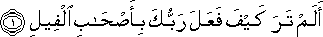 أَلَمْ تَرَ كَيْفَ فَعَلَ رَبُّكَ بِأَصْحَٰبِ ٱلْفِيلِ ۝١